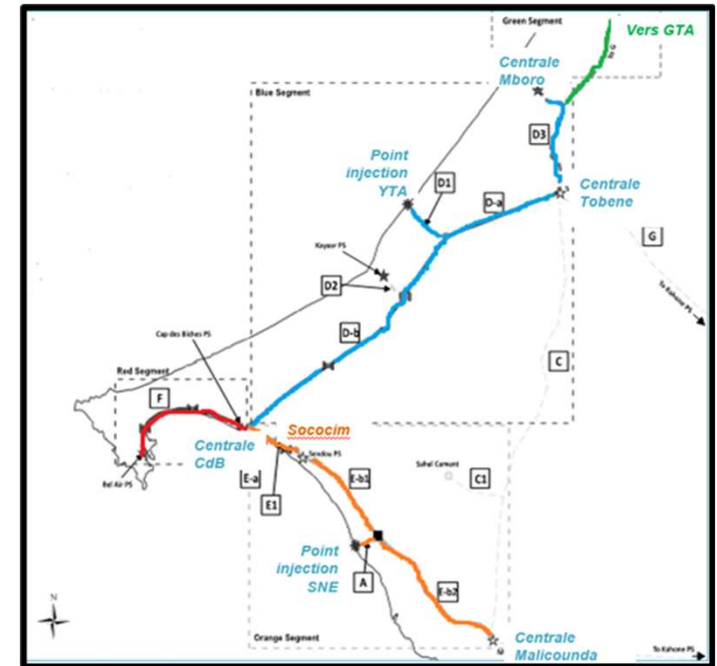 Green Segment
Vers GTA
to G
Centrale
Mboro
Blue Segment
D3
Point
injection
YTA
D1
D-a
Centrale
Tobene
G
Kayar PS
D2
To Kahone PS
D-b
Cap des Biches PS
C
Red Segment
F
Sococim
Centrale
CdB
Sendou PS
Bel Air PS
E-a
E-b1
Sahel Cement
C1
E1
Point
injection
SNE
A
E-b2
N
Orange Segment
Centrale
Malicounda
To Kahone PS